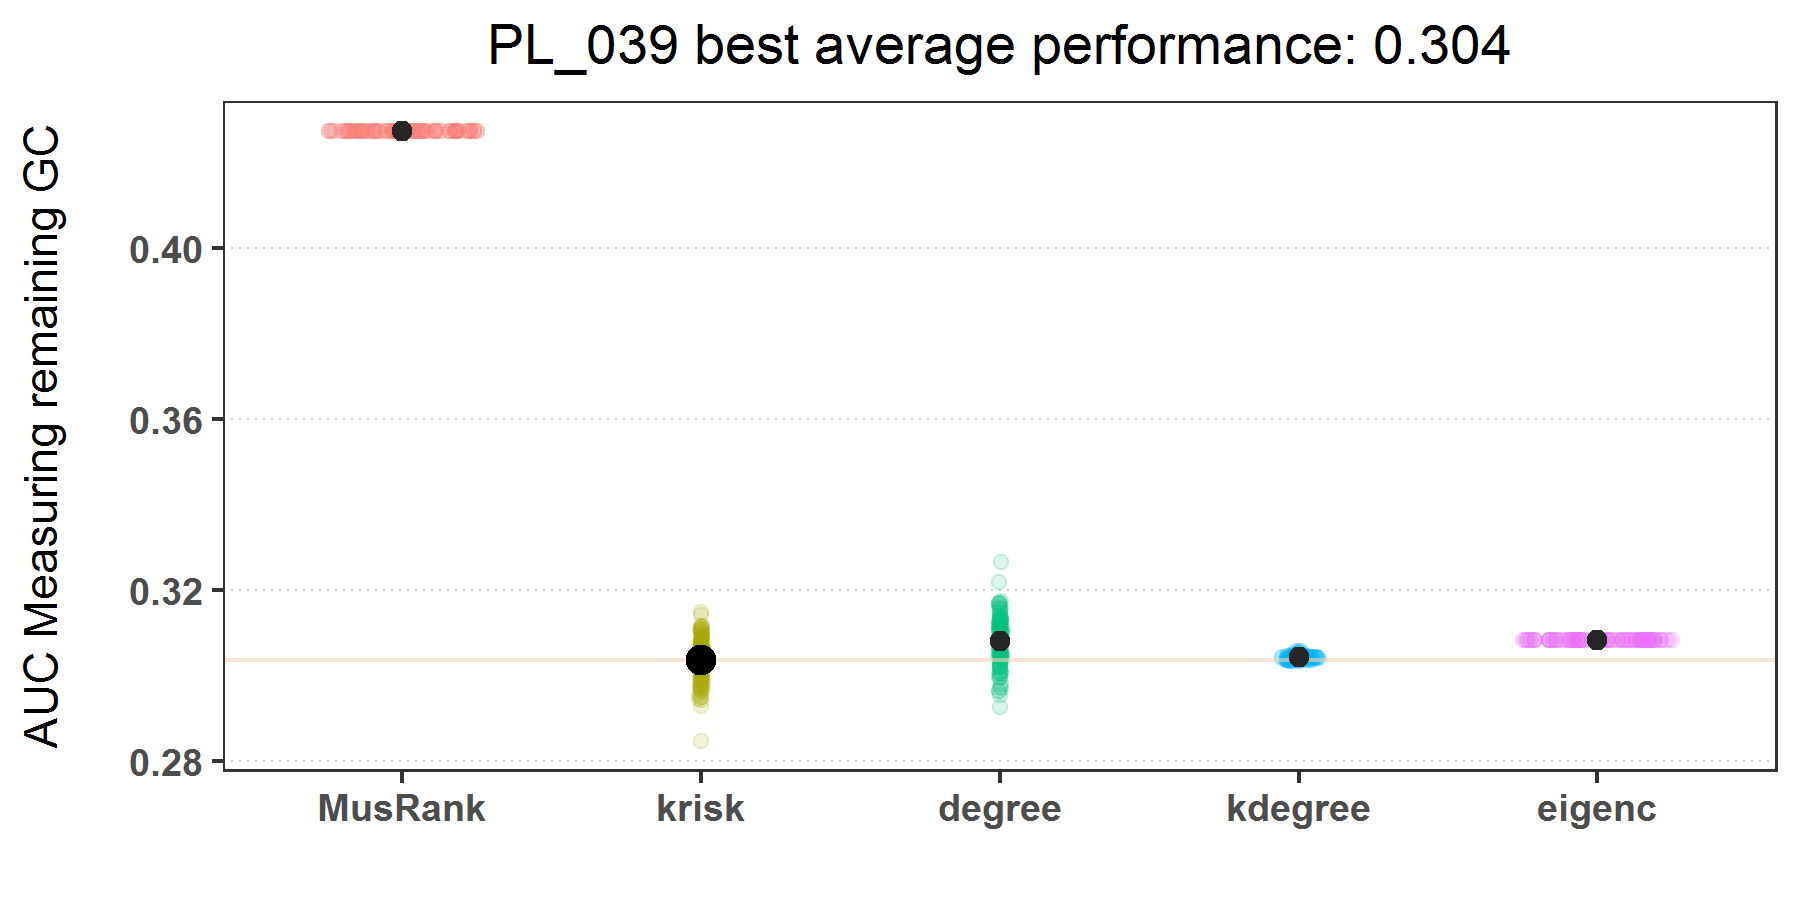 PL_039 best average performance: 0.304
AUC Measuring remaining GC
0.40
0.36
0.32
0.28
MusRank krisk degree kdegree eigenc